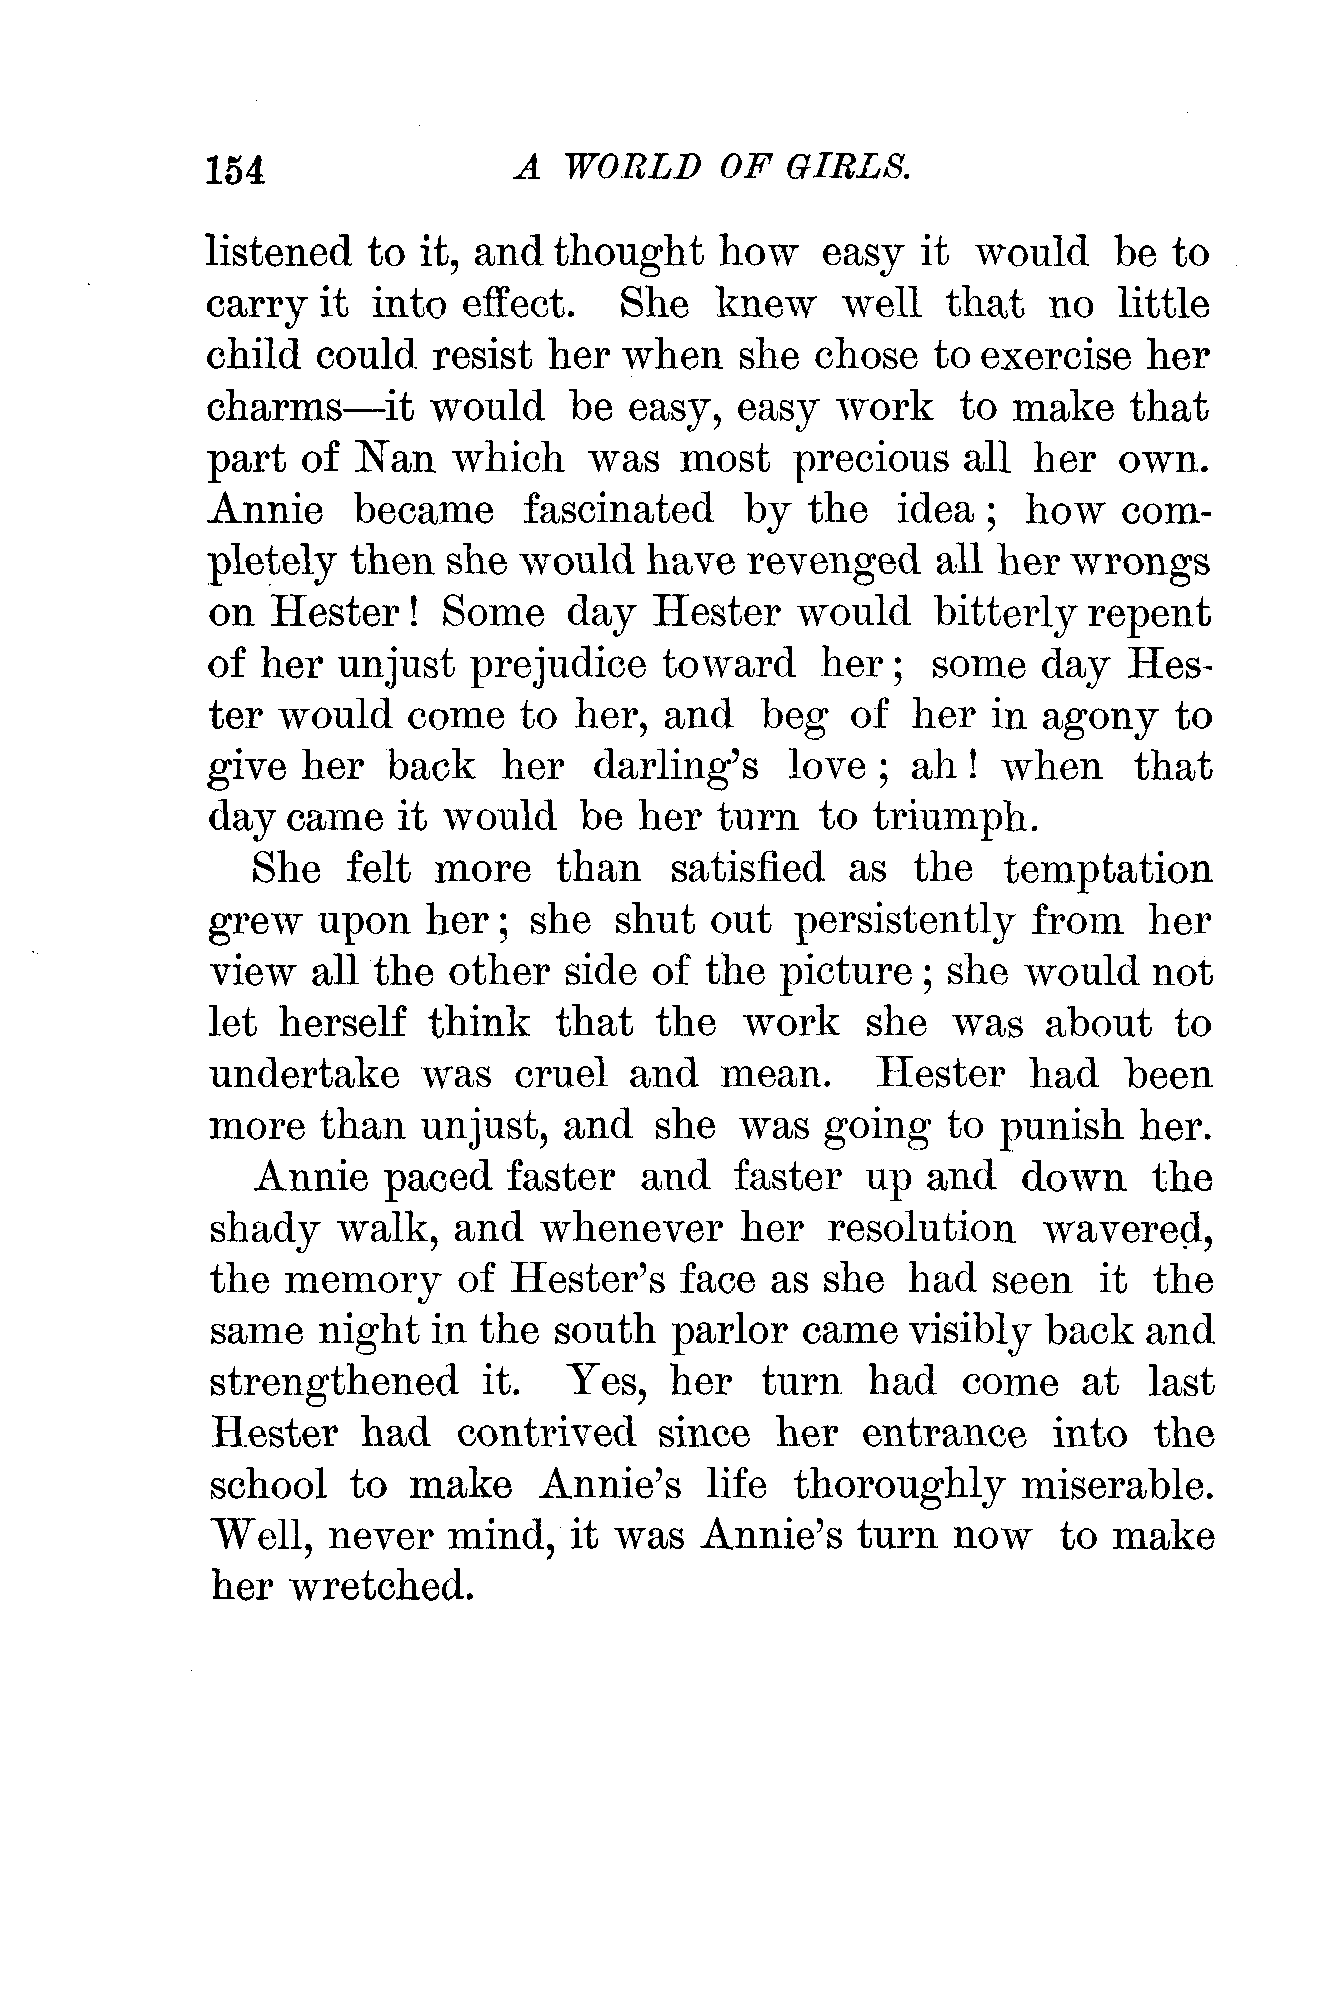 154 A WORLD OF GIRLS.
listened to it, and thought how easy it would be to
carry it into effect. She knew well that no little
child could resist her when she chose to exercise her
charms—it would be easy, easy work to make that
part of Nan which was most precious all her own.
Annie became fascinated by the idea ; how com-
pletely then she would have revenged all her wrongs
on Hester ! Some day Hester would bitterly repent
of her unjust prejudice toward her ; some day Hes-
ter would come to her, and beg of her in agony to
give her back her darling's love ; ah ! when that
day came it would be her turn to triumph.
She felt more than satisfied as the temptation
grew upon her ; she shut out persistently from her
view all the other side of the picture ; she would not
let herself think that the work she was about to
undertake was cruel and mean. Hester had been
more than unjust, and she was going to punish her.
Annie paced faster and faster up and down the
shady walk, and whenever her resolution wavered,
the memory of Hester's face as she had seen it the
same night in the south parlor came visibly back and
strengthened it. Yes, her turn had come at last
Hester had contrived since her entrance into the
school to make Annie's life thoroughly miserable.
Well, never mind, it was Annie's turn now to make
her wretched.